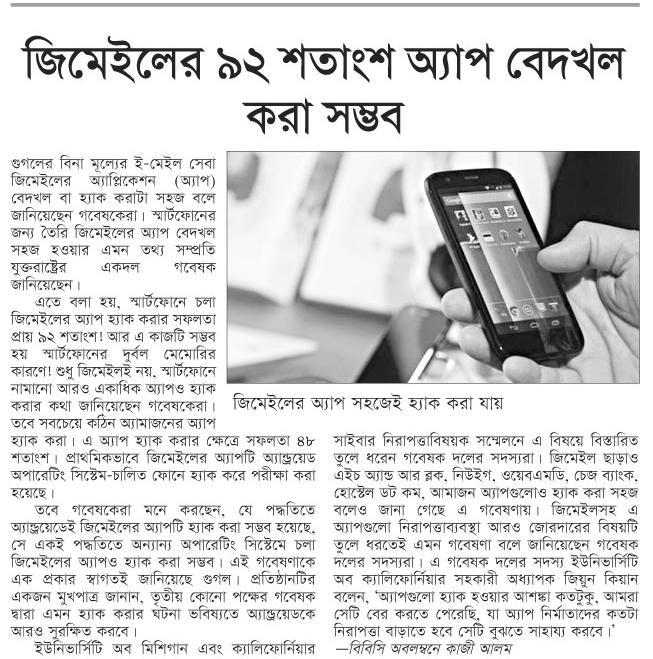 জিমেইলের ৯২ শতাংশ অ্যাপ বেদখল
করা সম্ভব
গুগলের বিনা মূল্যের ই-মেইল সেবা
জিমেইলের অ্যাপ্লিকেশন (অ্যাপ)
বেদখল বা হ্যাক করাটা সহজ বলে
জানিয়েছেন গবেষকেরা। স্মার্টফোনের
জন্য তৈরি জিমেইলের অ্যাপ বেদখল
সহজ হওয়ার এমন তথ্য সম্প্রতি
যুক্তরাষ্ট্রের একদল গবেষক
জানিয়েছেন।
এতে বলা হয়, স্মার্টফোনে চলা
জিমেইলের অ্যাপ হ্যাক করার সফলতা
প্রায় ৯২ শতাংশ! আর এ কাজটি সম্ভব
হয় স্মার্টফোনের দুর্বল মেমোরির
কারণে! শুধু জিমেইলই নয়, স্মার্টফোনে
নামানো আরও একাধিক অ্যাপও হ্যাক
করার কথা জানিয়েছেন গবেষকেরা।
তবে সবচেয়ে কঠিন অ্যামাজনের অ্যাপ
হ্যাক করা। এ অ্যাপ হ্যাক করার ক্ষেত্রে সফলতা ৪৮
শতাংশ। প্রাথমিকভাবে জিমেইলের অ্যাপটি অ্যান্ড্রয়েড
অপারেটিং সিস্টেম-চালিত ফোনে হ্যাক করে পরীক্ষা করা
হয়েছে।
তবে গবেষকেরা মনে করছেন, যে পদ্ধতিতে
অ্যান্ড্রয়েডেই জিমেইলের অ্যাপটি হ্যাক করা সম্ভব হয়েছে,
সে একই পদ্ধতিতে অন্যান্য অপারেটিং সিস্টেমে চলা
জিমেইলের অ্যাপও হ্যাক করা সম্ভব। এই গবেষণাকে
এক প্রকার স্বাগতই জানিয়েছে গুগল। প্রতিষ্ঠানটির
একজন মুখপাত্র জানান, তৃতীয় কোনো পক্ষের গবেষক
দ্বারা এমন হ্যাক করার ঘটনা ভবিষ্যতে অ্যান্ড্রয়েডকে
আরও সুরক্ষিত করবে।
ইউনিভার্সিটি অব মিশিগান এবং ক্যালিফোর্নিয়ার
জিমেইলের অ্যাপ সহজেই হ্যাক করা যায়
সাইবার নিরাপত্তাবিষয়ক সম্মেলনে এ বিষয়ে বিস্তারিত
তুলে ধরেন গবেষক দলের সদস্যরা। জিমেইল ছাড়াও
এইচ অ্যান্ড আর ব্লক, নিউইগ, ওয়েবএমডি, চেজ ব্যাংক,
হোস্টেল ডট কম, আমাজন অ্যাপগুলোও হ্যাক করা সহজ
বলেও জানা গেছে এ গবেষণায়। জিমেইলসহ এ
অ্যাপগুলো নিরাপত্তাব্যবস্থা আরও জোরদারের বিষয়টি
তুলে ধরতেই এমন গবেষণা বলে জানিয়েছেন গবেষক
দলের সদস্যরা। এ গবেষক দলের সদস্য ইউনিভার্সিটি
অব ক্যালিফোর্নিয়ার সহকারী অধ্যাপক জিয়ুন কিয়ান
বলেন, ‘অ্যাপগুলো হ্যাক হওয়ার আশঙ্কা কতটুকু, আমরা
সেটি বের করতে পেরেছি, যা অ্যাপ নির্মাতাদের কতটা
নিরাপত্তা বাড়াতে হবে সেটি বুঝতে সাহায্য করবে।’
—বিবিসি অবলম্বনে কাজী আলম